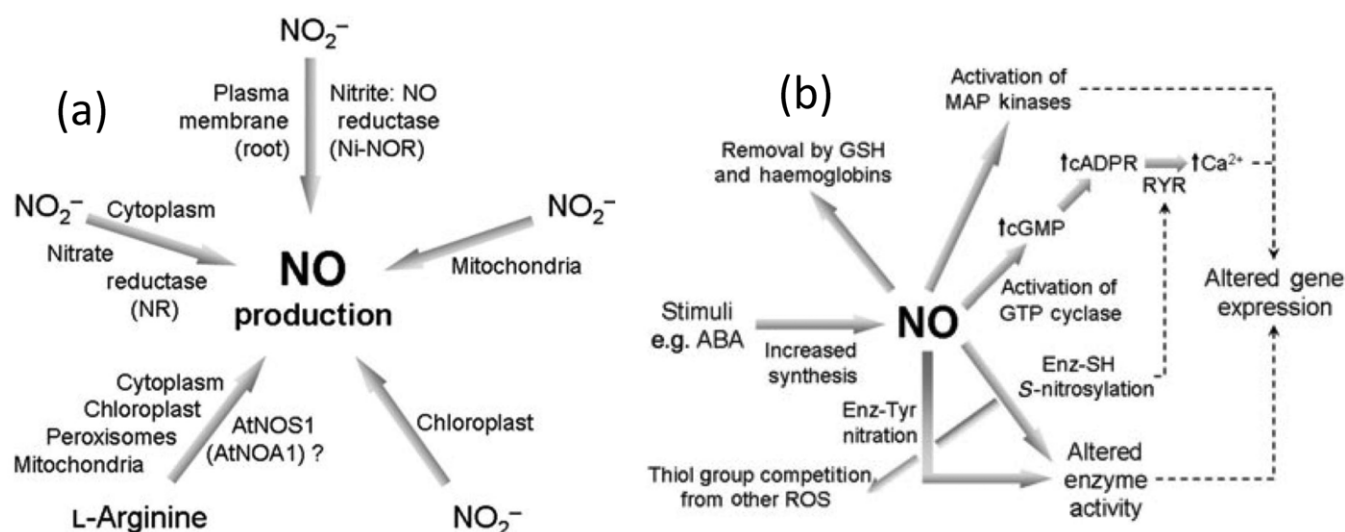 (a)
NO₂⁻
Plasma
membrane
(root)
Nitrite: NO
reductase
(Ni-NOR)
NO₂⁻
Cytoplasm
Nitrate
reductase
(NR)
NO₂⁻
Mitochondria
NO
production
Cytoplasm
Chloroplast
Peroxisomes
Mitochondria
AtNOS1
(AtNOA1) ?
L-Arginine
Chloroplast
NO₂⁻
(b)
Activation of
MAP kinases
Removal by GSH
and haemoglobins
↑cADPR
RYR
↑Ca²⁺
↑cGMP
Activation of
GTP cyclase
Altered gene
expression
Stimuli
e.g. ABA
Increased
synthesis
NO
Enz-SH
S-nitrosylation
Enz-Tyr
nitration
Thiol group competition
from other ROS
Altered
enzyme
activity